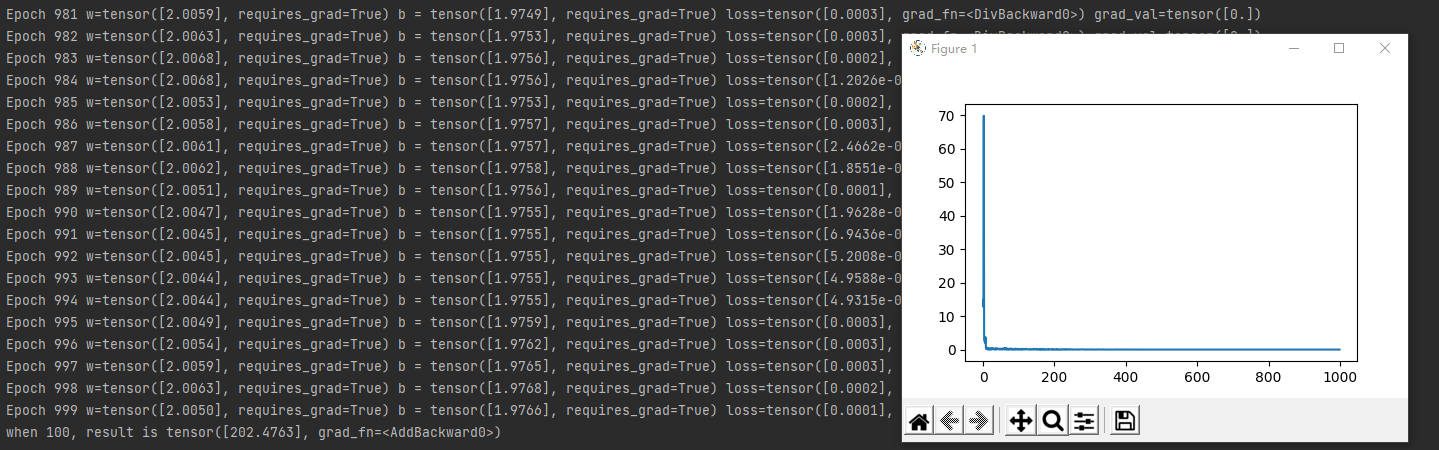 Epoch 981 w=tensor([2.0059], requires_grad=True) b = tensor([1.9749], requires_grad=True) loss=tensor([0.0003], grad_fn=<DivBackward0>) grad_val=tensor([0.])
Epoch 982 w=tensor([2.0063], requires_grad=True) b = tensor([1.9753], requires_grad=True) loss=tensor([0.0003],
Epoch 983 w=tensor([2.0068], requires_grad=True) b = tensor([1.9756], requires_grad=True) loss=tensor([0.0002],
Epoch 984 w=tensor([2.0068], requires_grad=True) b = tensor([1.9756], requires_grad=True) loss=tensor([1.2026e-0
Epoch 985 w=tensor([2.0053], requires_grad=True) b = tensor([1.9753], requires_grad=True) loss=tensor([0.0002],
Epoch 986 w=tensor([2.0058], requires_grad=True) b = tensor([1.9757], requires_grad=True) loss=tensor([0.0003],
Epoch 987 w=tensor([2.0061], requires_grad=True) b = tensor([1.9757], requires_grad=True) loss=tensor([2.4662e-0
Epoch 988 w=tensor([2.0062], requires_grad=True) b = tensor([1.9758], requires_grad=True) loss=tensor([1.8551e-0
Epoch 989 w=tensor([2.0051], requires_grad=True) b = tensor([1.9756], requires_grad=True) loss=tensor([0.0001],
Epoch 990 w=tensor([2.0047], requires_grad=True) b = tensor([1.9755], requires_grad=True) loss=tensor([1.9628e-0
Epoch 991 w=tensor([2.0045], requires_grad=True) b = tensor([1.9755], requires_grad=True) loss=tensor([6.9436e-0
Epoch 992 w=tensor([2.0045], requires_grad=True) b = tensor([1.9755], requires_grad=True) loss=tensor([5.2008e-0
Epoch 993 w=tensor([2.0044], requires_grad=True) b = tensor([1.9755], requires_grad=True) loss=tensor([4.9588e-0
Epoch 994 w=tensor([2.0044], requires_grad=True) b = tensor([1.9755], requires_grad=True) loss=tensor([4.9315e-0
Epoch 995 w=tensor([2.0049], requires_grad=True) b = tensor([1.9759], requires_grad=True) loss=tensor([0.0003],
Epoch 996 w=tensor([2.0054], requires_grad=True) b = tensor([1.9762], requires_grad=True) loss=tensor([0.0003],
Epoch 997 w=tensor([2.0059], requires_grad=True) b = tensor([1.9765], requires_grad=True) loss=tensor([0.0003],
Epoch 998 w=tensor([2.0063], requires_grad=True) b = tensor([1.9768], requires_grad=True) loss=tensor([0.0002],
Epoch 999 w=tensor([2.0050], requires_grad=True) b = tensor([1.9766], requires_grad=True) loss=tensor([0.0001],
when 100, result is tensor([202.4763], grad_fn=<AddBackward0>)
Figure 1
70
60
50
40
30
20
10
0
0 200 400 600 800 1000